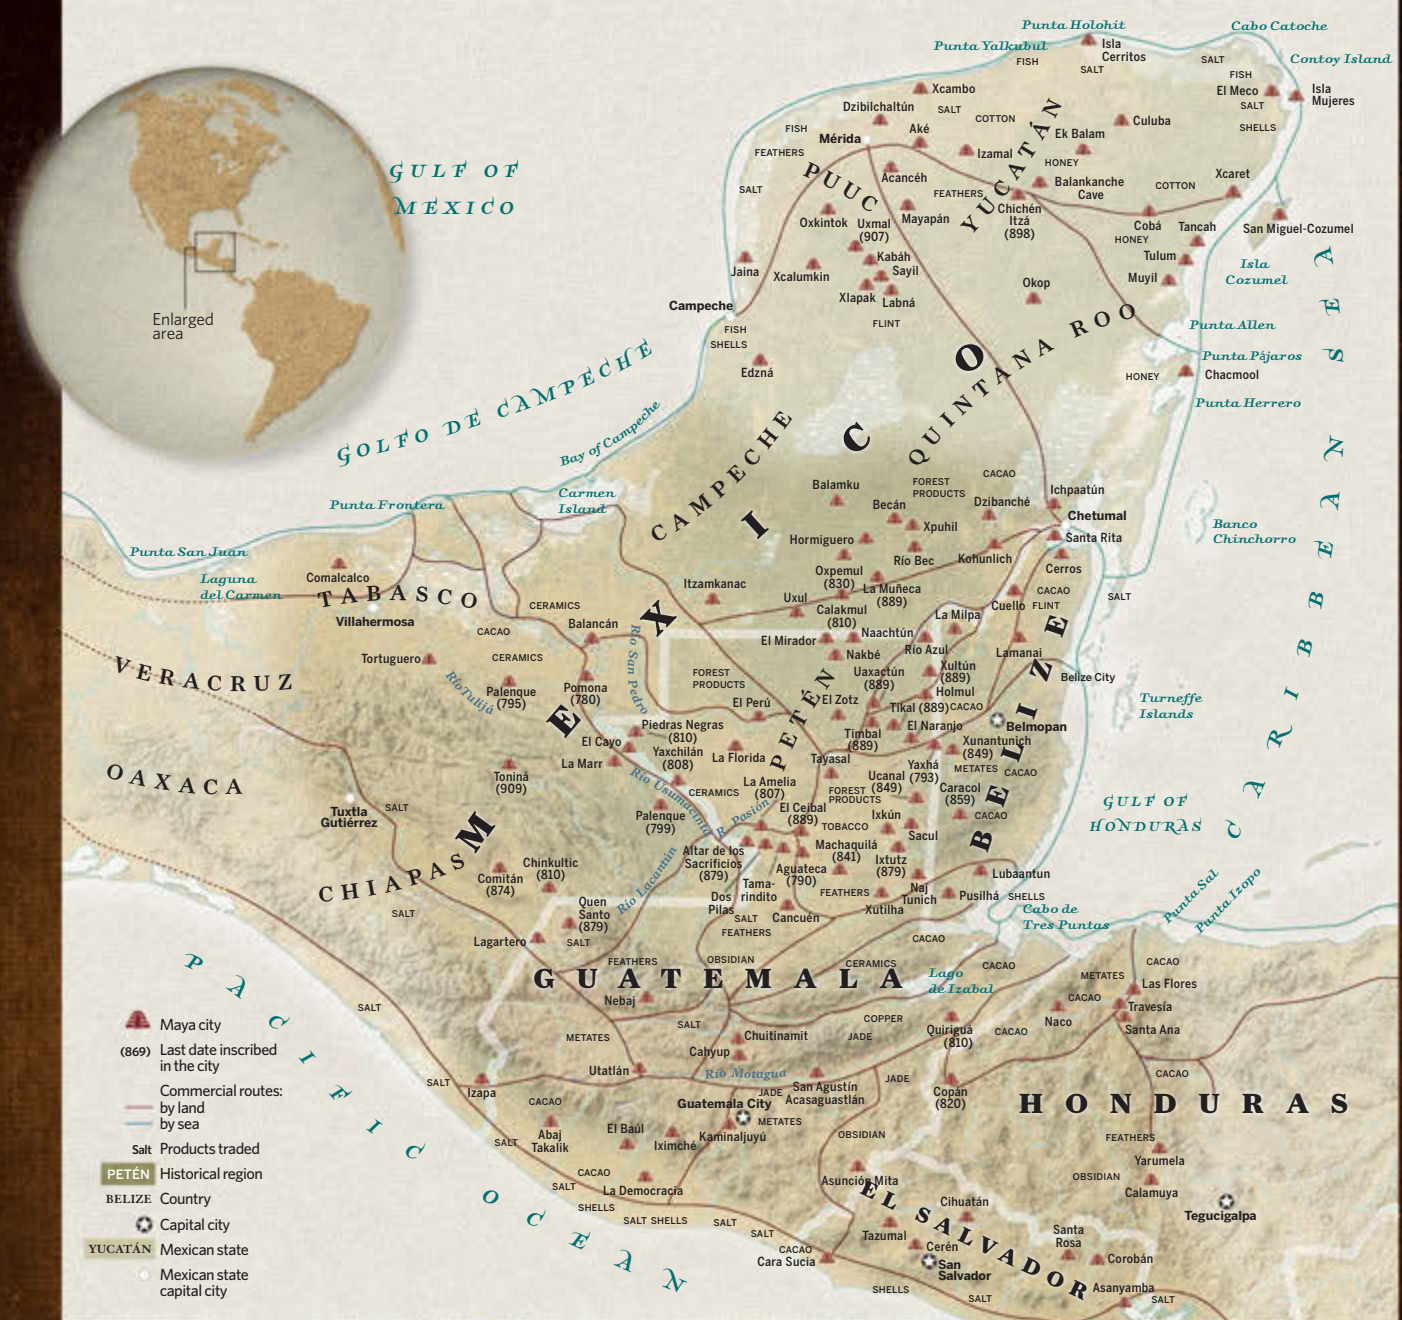 Punta Holohit
Cabo Catoche
Punta Yalkubul
Isla
Cerritos
Contoy Island
FISH
SALT
SALT
FISH
El Meco
Isla
Mujeres
SALT
SHELLS
Xcambo
Dzibilchaltún
SALT
COTTON
Culuba
FISH
Mérida
Aké
Ek Balam
FEATHERS
Izamal
HONEY
YUCATÁN
GULF OF
MEXICO
PUUC
Acancéh
Balankanche
Cave
COTTON
Xcaret
SALT
FEATHERS
Chichén
Itzá
(898)
Oxkintok
Uxmal
(907)
Mayapán
Cobá
Tancah
San Miguel-Cozumel
HONEY
Kabáh
Sayil
Tulum
Isla
Cozumel
Jaina
Xcalumkin
Muyil
Okop
Xlapak
Labná
Campeche
FLINT
FISH
SHELLS
QUINTANA ROO
Punta Allen
Punta Pájaros
Edzná
HONEY
Chacmool
Punta Herrero
Enlarged
area
GOLFO DE CAMPECHE
Bay of Campeche
CAMPECHE
MEXICO
CARIBBEAN SEA
Balamku
FOREST
PRODUCTS
CACAO
Ichpaatún
Becán
Dzibanché
Chetumal
Carmen
Island
Punta Frontera
Xpuhil
Santa Rita
Banco
Chinchorro
Hormiguero
Río Bec
Kohunlich
Punta San Juan
Comalcalco
Oxpemul
(830)
Cerros
Laguna
del Carmen
Itzamkanac
La Muñeca
(889)
CACAO
SALT
TABASCO
Uxul
Cuello
FLINT
CERAMICS
Calakmul
(810)
Villahermosa
Balancán
La Milpa
CACAO
El Mirador
Naachtún
Río Azul
Lamanai
Río San Pedro
Nakbé
Tortuguero
CERAMICS
VERACRUZ
FOREST
PRODUCTS
Uaxactún
(889)
Xultún
(889)
Belize City
Río Tulijá
Palenque
(795)
Pomona
(780)
PETÉN
Holmul
El Zotz
Tikal (889)
CACAO
Turneffe
Islands
El Perú
Belmopan
Piedras Negras
(810)
El Naranjo
El Cayo
Timbal
(889)
Xunantunich
(849)
Yaxchilán
(808)
La Florida
Tayasal
La Marr
Yaxhá
(793)
METATES
CACAO
Toniná
(909)
Río Usumacinta
La Amelia
(807)
Ucanal
(849)
OAXACA
CERAMICS
FOREST
PRODUCTS
Caracol
(859)
BELIZE
GULF OF
HONDURAS
Tuxtla
Gutiérrez
SALT
Palenque
(799)
R. Pasión
El Ceibal
(889)
Ixkún
CACAO
TOBACCO
Sacul
Altar de los
Sacrificios
(879)
Machaquilá
(841)
Ixtutz
(879)
Chinkultic
(810)
Comitán
(874)
Aguateca
(790)
Lubaantun
CHIAPAS
Río Lacantún
Tama-
rindito
FEATHERS
Naj
Tunich
Pusilhá
SHELLS
SALT
Quen
Santo
(879)
Dos
Pilas
Xutilha
Punta Sal
Punta Izopo
SALT
Cancuén
Cabo de
Tres Puntas
FEATHERS
Lagartero
SALT
CACAO
FEATHERS
OBSIDIAN
CERAMICS
CACAO
CACAO
GUATEMALA
Lago
de Izabal
METATES
Las Flores
PACIFIC OCEAN
Nebaj
CACAO
Travesía
SALT
Naco
COPPER
Santa Ana
SALT
Quiriguá
(810)
CACAO
METATES
Chuitinamit
JADE
Cahyup
Utatlán
Río Motagua
CACAO
SALT
Izapa
JADE
San Agustín
Acasaguastlán
JADE
Copán
(820)
CACAO
Guatemala City
METATES
HONDURAS
El Baúl
Kaminaljuyú
SALT
Abaj
Takalik
Iximché
OBSIDIAN
FEATHERS
Yarumela
CACAO
SALT
La Democracia
Asunción Mita
OBSIDIAN
Calamuya
SHELLS
Cihuatán
Tegucigalpa
SALT SHELLS
SALT
SALT
Tazumal
EL SALVADOR
Santa
Rosa
CACAO
Cara Sucia
Cerén
San
Salvador
Corobán
SHELLS
Asanyamba
SALT
SALT
Maya city
(869) Last date inscribed
in the city
Commercial routes:
by land
by sea
Salt Products traded
PETÉN Historical region
BELIZE Country
Capital city
YUCATÁN Mexican state
Mexican state
capital city